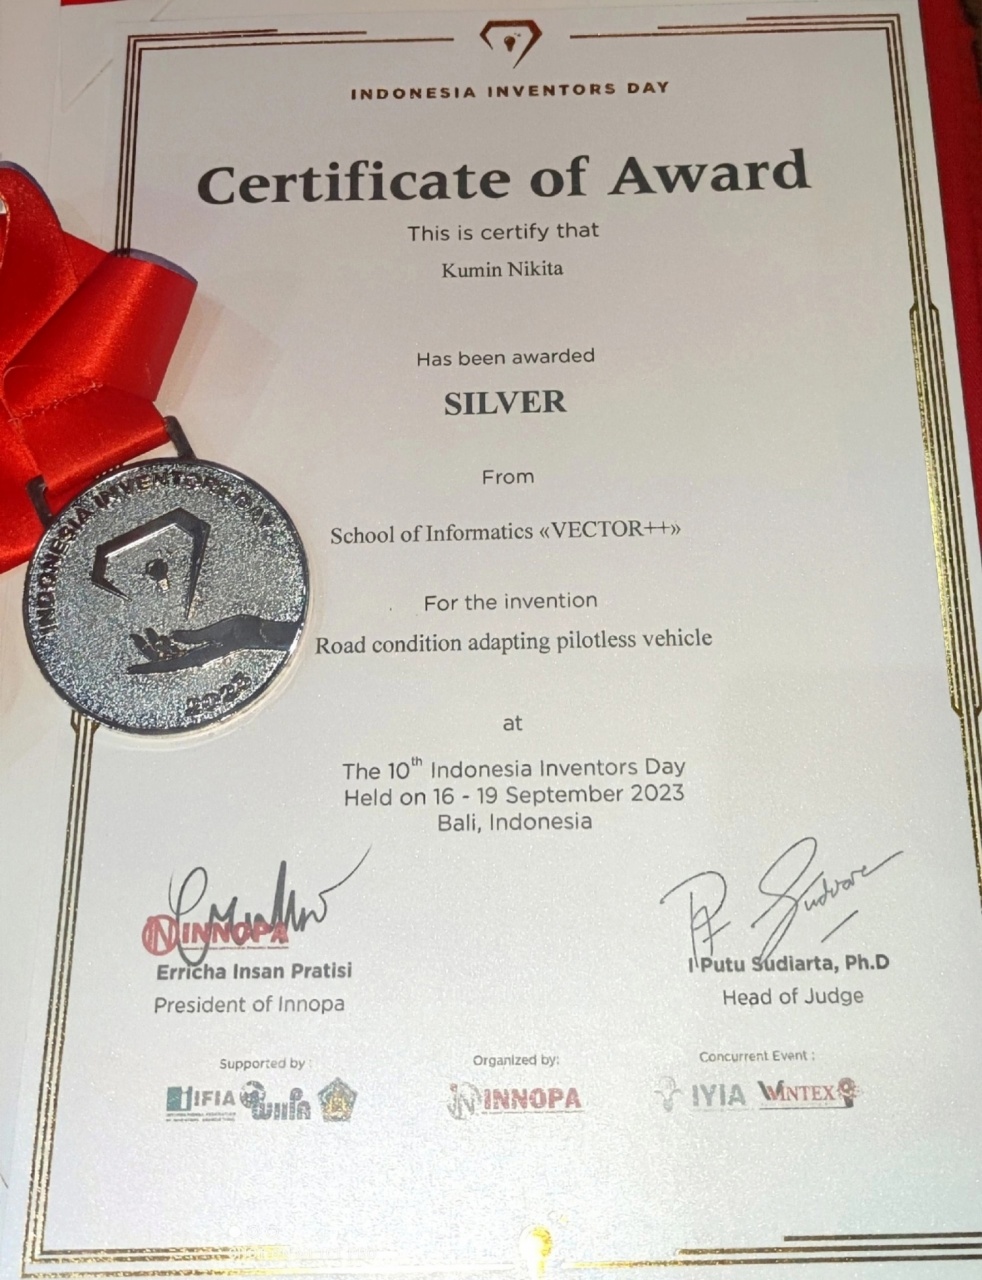 INDONESIA INVENTORS DAY
Certificate of Award
This is certify that
Kumin Nikita
Has been awarded
SILVER
From
School of Informatics «VECTOR++»
For the invention
Road condition adapting pilotless vehicle
at
The 10th Indonesia Inventors Day
Held on 16 - 19 September 2023
Bali, Indonesia
INDONESIA INVENTORS DAY
2023
INNOPA
Erricha Insan Pratisi
President of Innopa
I Putu Sudiarta, Ph.D
Head of Judge
Supported by :
IFIA
Organized by:
INNOPA
Concurrent Event :
IYIA WINTEX